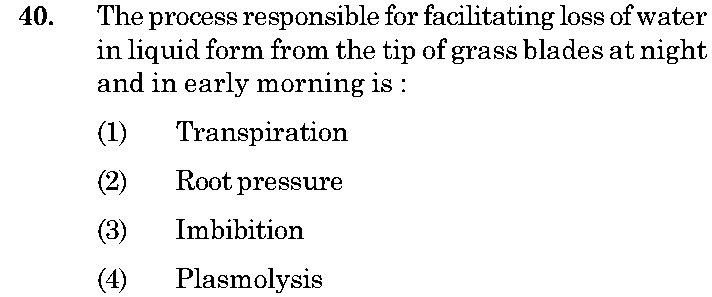 40. The process responsible for facilitating loss of water
in liquid form from the tip of grass blades at night
and in early morning is :
(1) Transpiration
(2) Root pressure
(3) Imbibition
(4) Plasmolysis